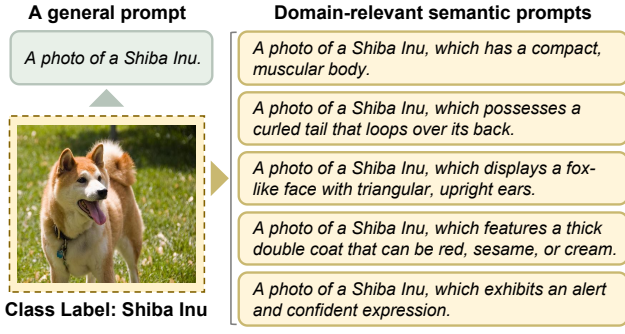 A general prompt
A photo of a Shiba Inu.
Class Label: Shiba Inu
Domain-relevant semantic prompts
A photo of a Shiba Inu, which has a compact,
muscular body.
A photo of a Shiba Inu, which possesses a
curled tail that loops over its back.
A photo of a Shiba Inu, which displays a fox-
like face with triangular, upright ears.
A photo of a Shiba Inu, which features a thick
double coat that can be red, sesame, or cream.
A photo of a Shiba Inu, which exhibits an alert
and confident expression.